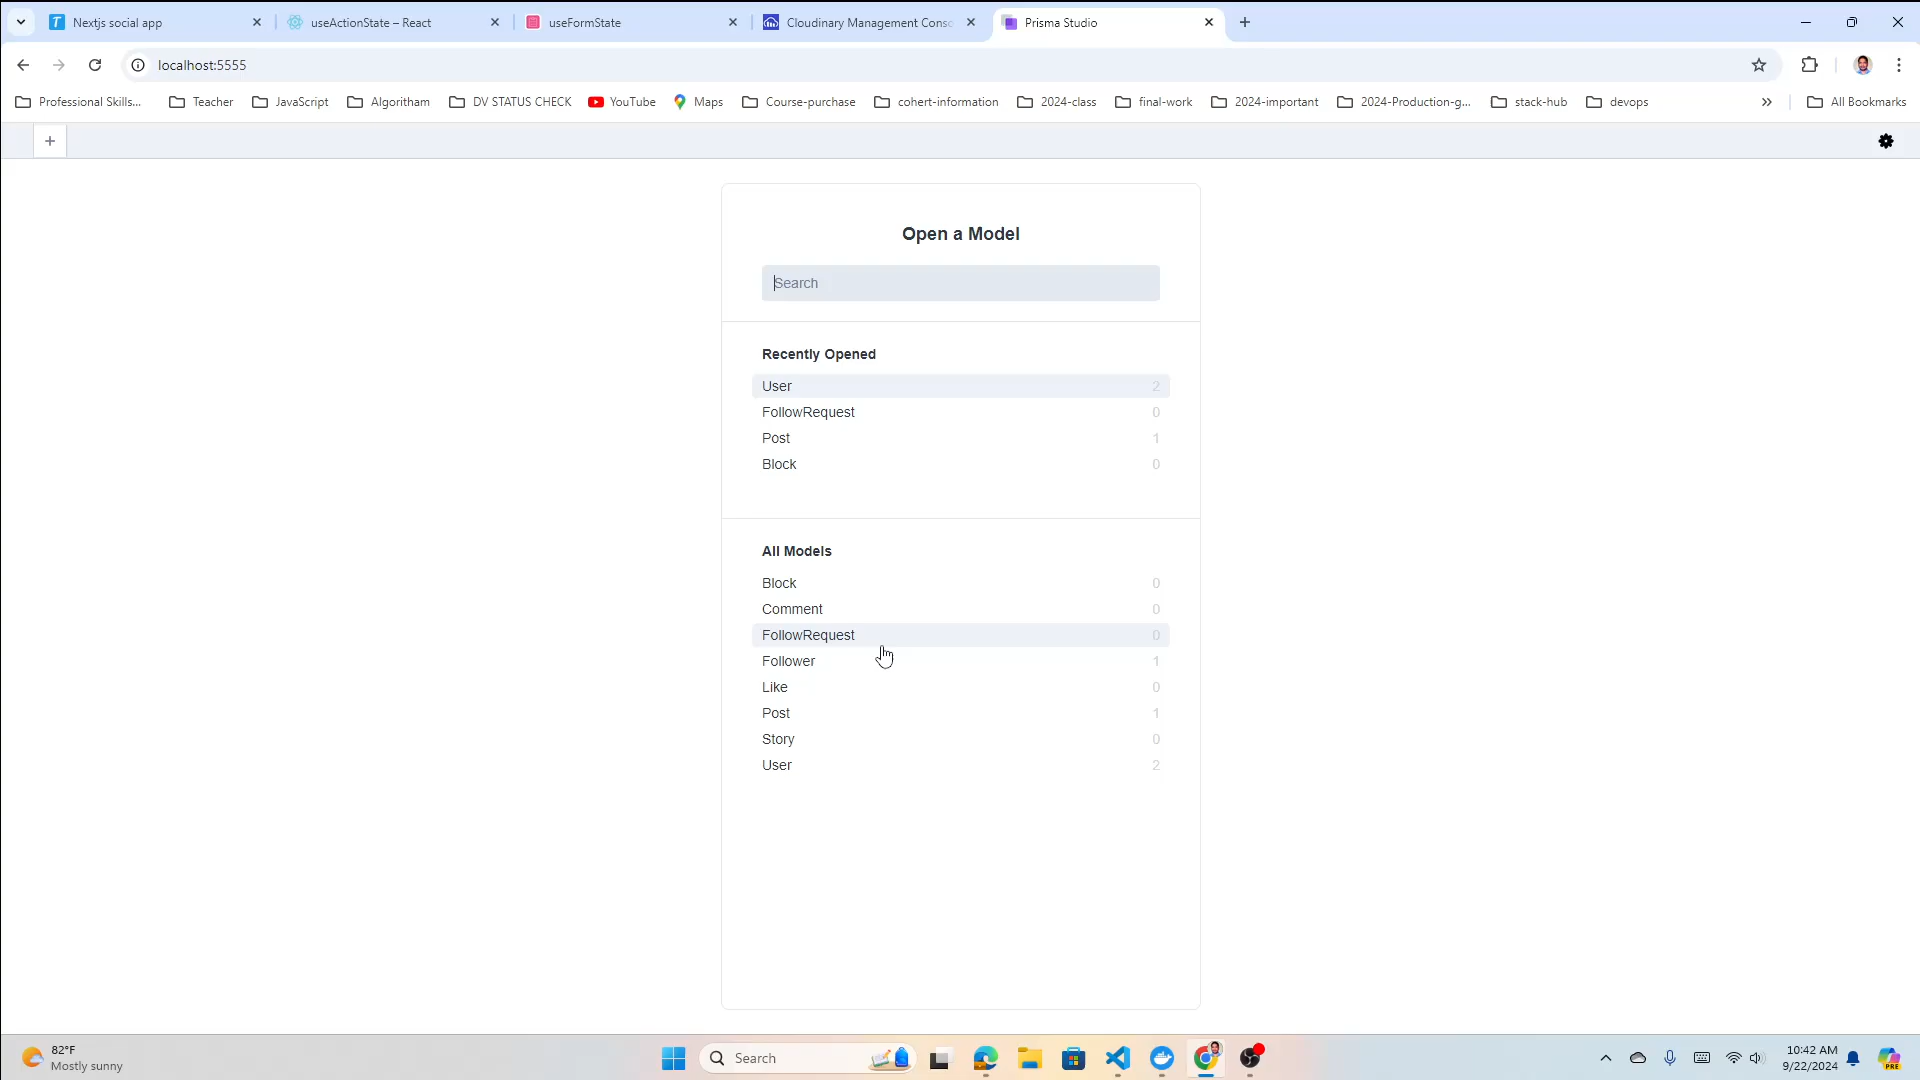 Nextjs social app
useActionState – React
useFormState
Cloudinary Management Conso
Prisma Studio
localhost:5555
Professional Skills...
Teacher
JavaScript
Algoritham
DV STATUS CHECK
YouTube
Maps
Course-purchase
cohert-information
2024-class
final-work
2024-important
2024-Production-g...
stack-hub
devops
All Bookmarks
Open a Model
Search
Recently Opened
User 2
FollowRequest 0
Post 1
Block 0
All Models
Block 0
Comment 0
FollowRequest 0
Follower 1
Like 0
Post 1
Story 0
User 2
82°F
Mostly sunny
Search
10:42 AM
9/22/2024
PRE